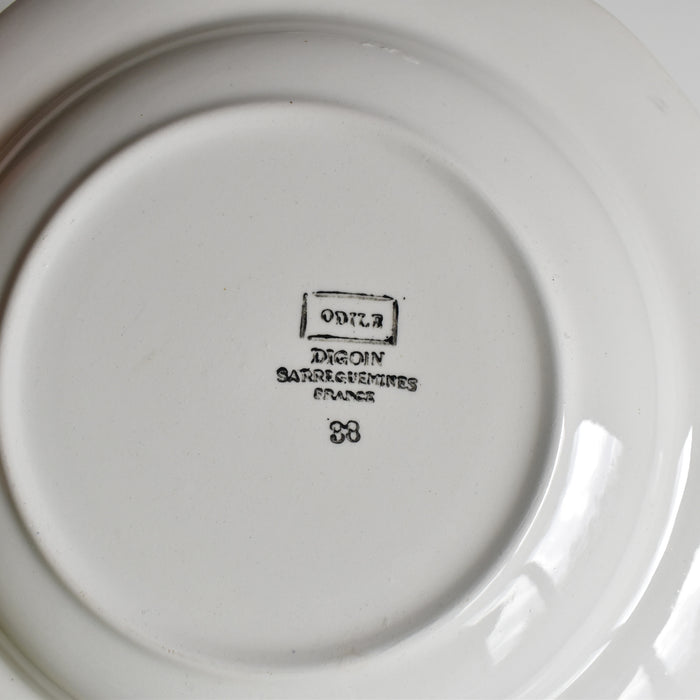 ODILE
DIGOIN
SARREGUEMINES
FRANCE
38